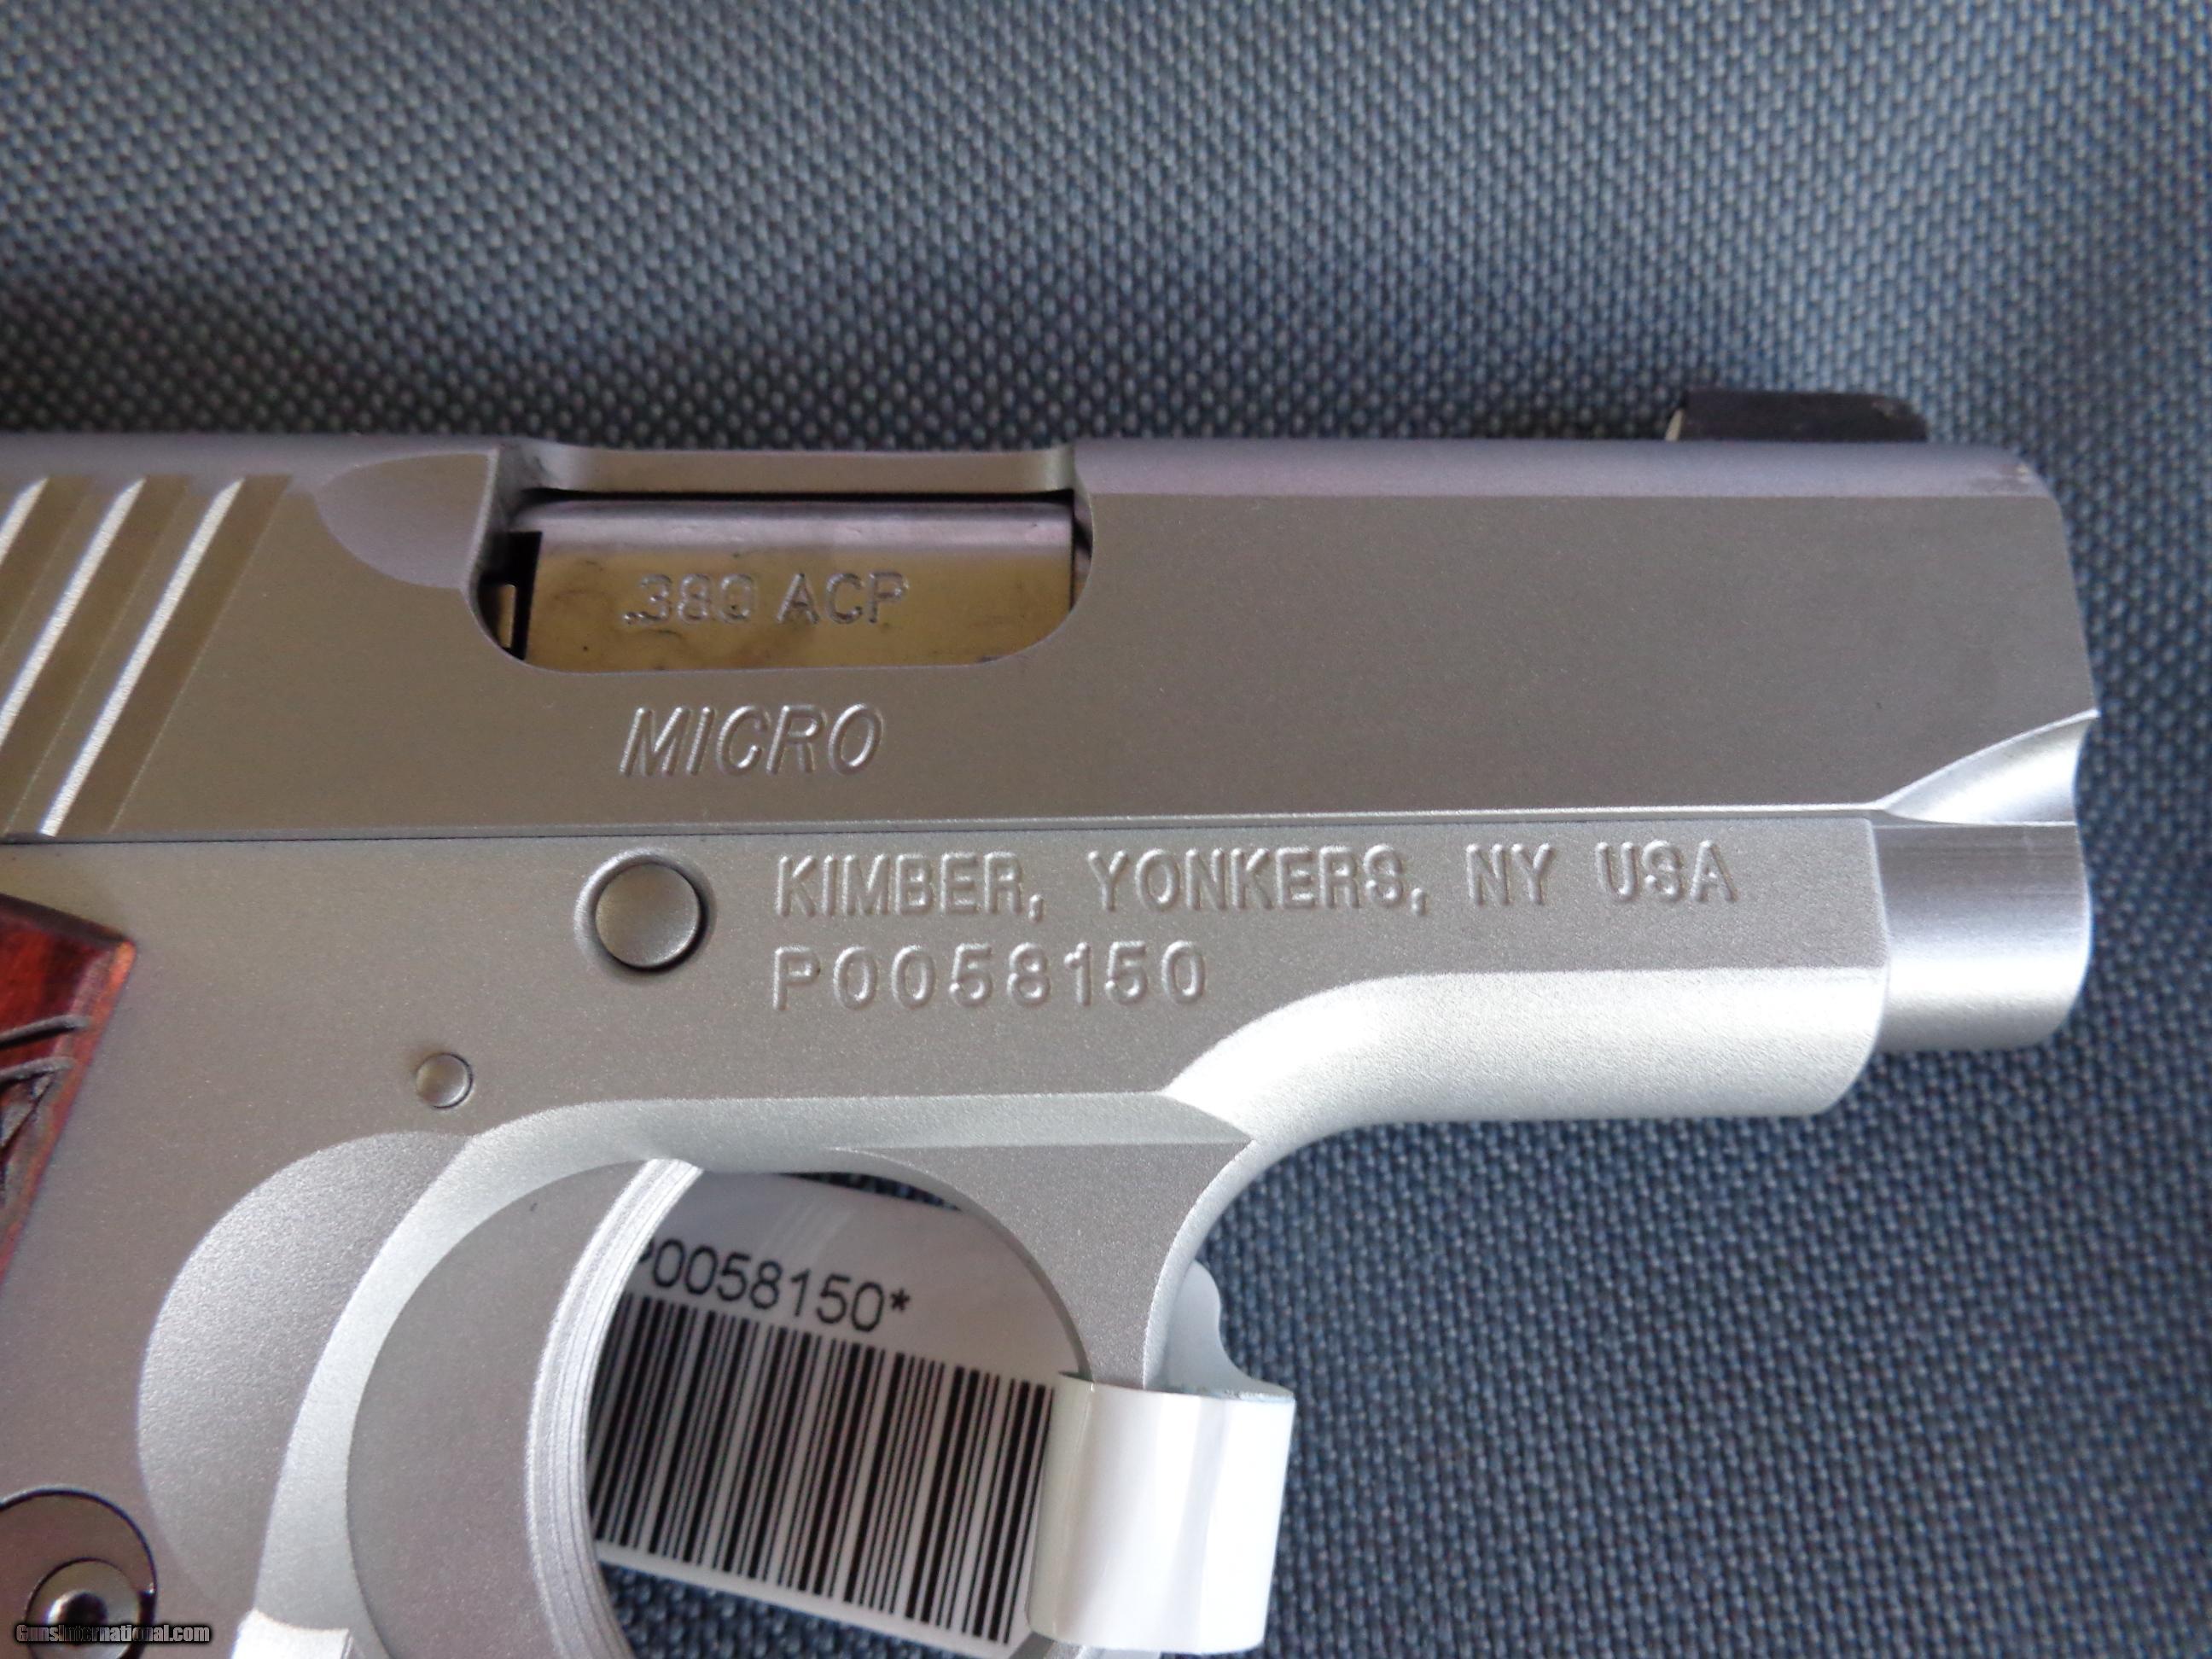 .380 ACP
MICRO
KIMBER, YONKERS, NY USA
P0058150
P0058150*
GunsInternational.com